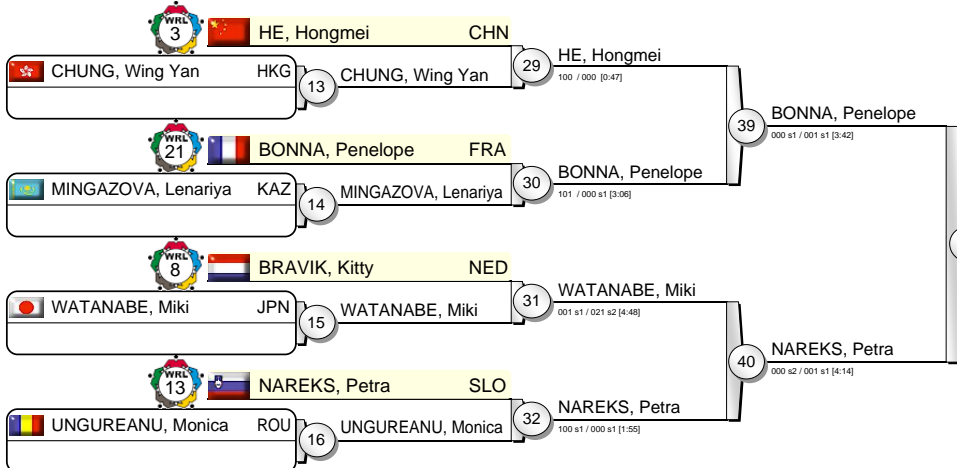 WRL
3
HE, Hongmei CHN
CHUNG, Wing Yan HKG
13
CHUNG, Wing Yan
29
HE, Hongmei
100 / 000 [0:47]
WRL
21
BONNA, Penelope FRA
MINGAZOVA, Lenariya KAZ
14
MINGAZOVA, Lenariya
30
BONNA, Penelope
101 / 000 s1 [3:06]
39
BONNA, Penelope
000 s1 / 001 s1 [3:42]
WRL
8
BRAVIK, Kitty NED
WATANABE, Miki JPN
15
WATANABE, Miki
31
WATANABE, Miki
001 s1 / 021 s2 [4:48]
WRL
13
NAREKS, Petra SLO
UNGUREANU, Monica ROU
16
UNGUREANU, Monica
32
NAREKS, Petra
100 s1 / 000 s1 [1:55]
40
NAREKS, Petra
000 s2 / 001 s1 [4:14]